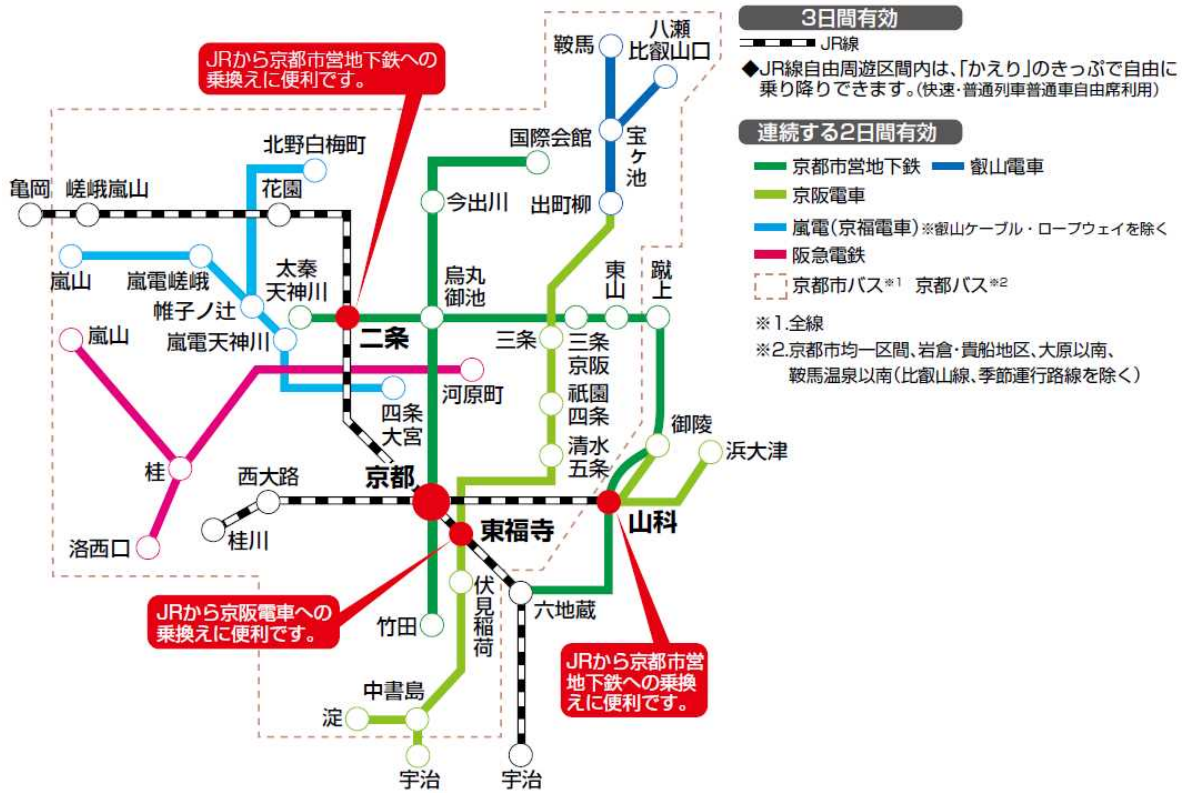 JRから京都市営地下鉄への
乗換えに便利です。
鞍馬
八瀬
比叡山口
宝ヶ池
国際会館
北野白梅町
亀岡
嵯峨嵐山
花園
今出川
出町柳
嵐山
嵐電嵯峨
太秦
天神川
烏丸
御池
東山
蹴上
帷子ノ辻
嵐電天神川
二条
三条
三条
京阪
嵐山
河原町
四条
大宮
祇園
四条
清水
五条
御陵
浜大津
桂
西大路
京都
東福寺
山科
桂川
洛西口
JRから京阪電車への
乗換えに便利です。
竹田
伏見稲荷
六地蔵
JRから京都市営
地下鉄への乗換
えに便利です。
中書島
淀
宇治
宇治
3日間有効
JR線
◆JR線自由周遊区間内は、「かえり」のきっぷで自由に
乗り降りできます。(快速・普通列車普通車自由席利用)
連続する2日間有効
京都市営地下鉄 叡山電車
京阪電車
嵐電(京福電車)※叡山ケーブル・ロープウェイを除く
阪急電鉄
京都市バス※1 京都バス※2
※1.全線
※2.京都市均一区間、岩倉・貴船地区、大原以南、
鞍馬温泉以南(比叡山線、季節運行路線を除く)